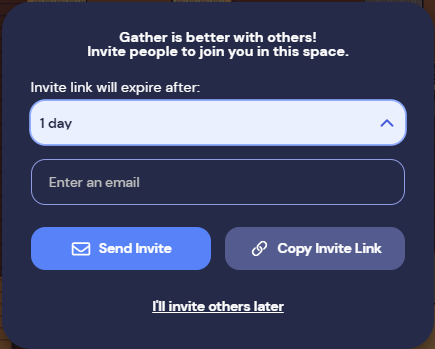 Gather is better with others!
Invite people to join you in this space.
Invite link will expire after:
1 day
Enter an email
Send Invite
Copy Invite Link
I'll invite others later